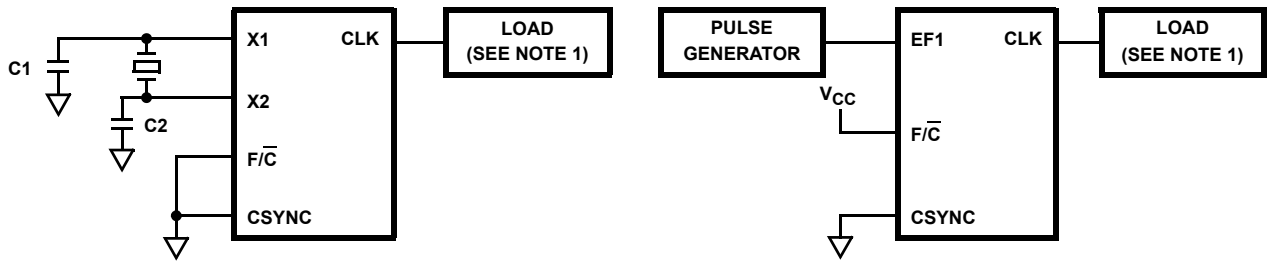 X1
CLK
LOAD
(SEE NOTE 1)
C1
X2
C2
F/C̅
CSYNC
PULSE
GENERATOR
EF1
CLK
LOAD
(SEE NOTE 1)
VCC
F/C̅
CSYNC